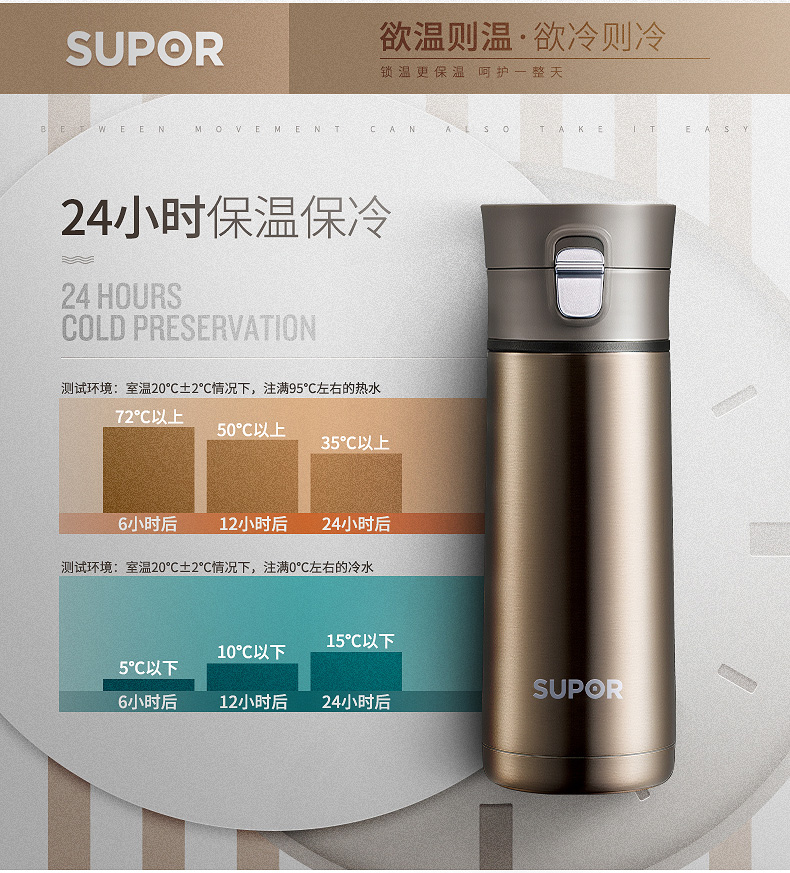 SUPOR
欲温则温·欲冷则冷
锁温更保温 呵护一整天
BETWEEN MOVEMENT CAN ALSO TAKE IT EASY
24小时保温保冷
24 HOURS
COLD PRESERVATION
测试环境：室温20°C±2°C情况下，注满95°C左右的热水
72°C以上
50°C以上
35°C以上
6小时后 12小时后 24小时后
测试环境：室温20°C±2°C情况下，注满0°C左右的冷水
5°C以下
10°C以下
15°C以下
6小时后 12小时后 24小时后
SUPOR